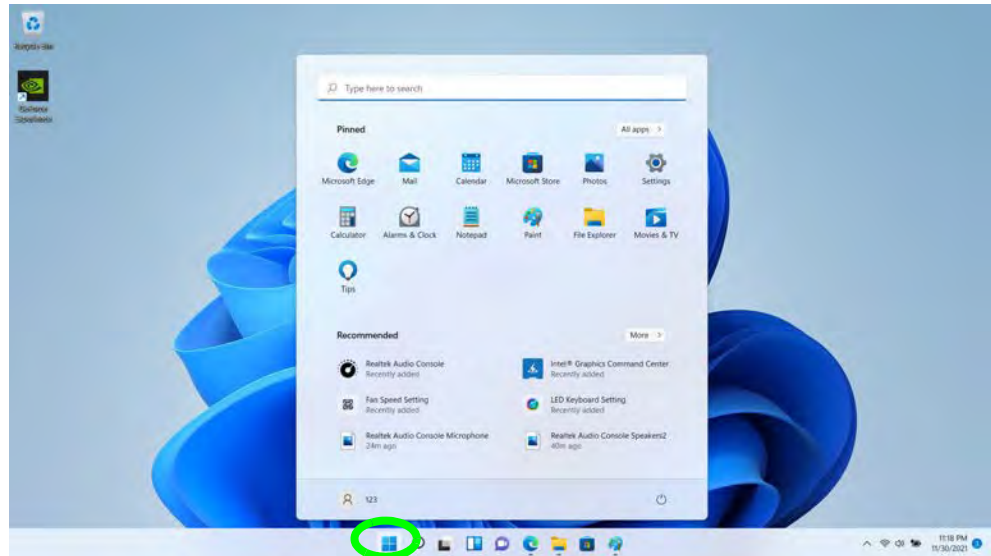 Recycle Bin
Type here to search
Pinned
All apps >
Microsoft Edge
Mail
Calendar
Microsoft Store
Photos
Settings
Calculator
Alarms & Clock
Notepad
Paint
File Explorer
Movies & TV
Tips
Recommended
More >
Realtek Audio Console
Recently added
Intel® Graphics Command Center
Recently added
Fan Speed Setting
Recently added
LED Keyboard Setting
Recently added
Realtek Audio Console Microphone
24m ago
Realtek Audio Console Speakers2
40m ago
123
11:18 PM
11/30/2021